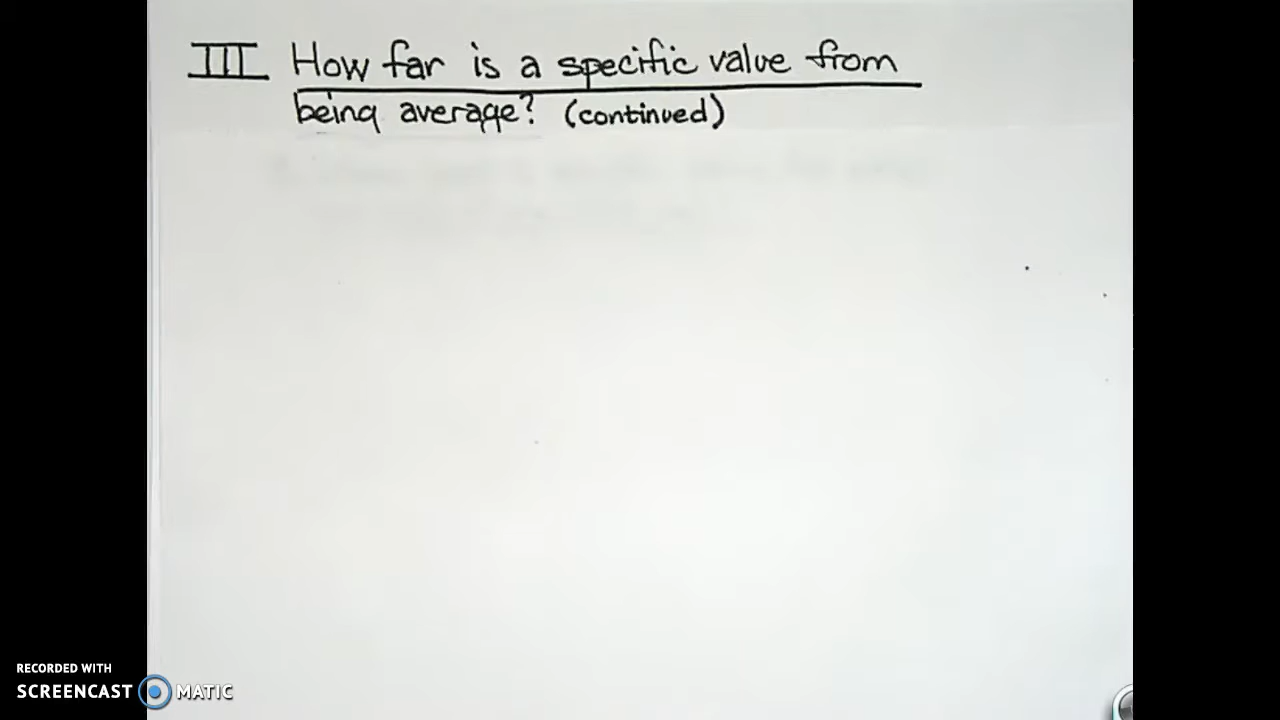 III How far is a specific value from
being average? (continued)
RECORDED WITH
SCREENCAST MATIC